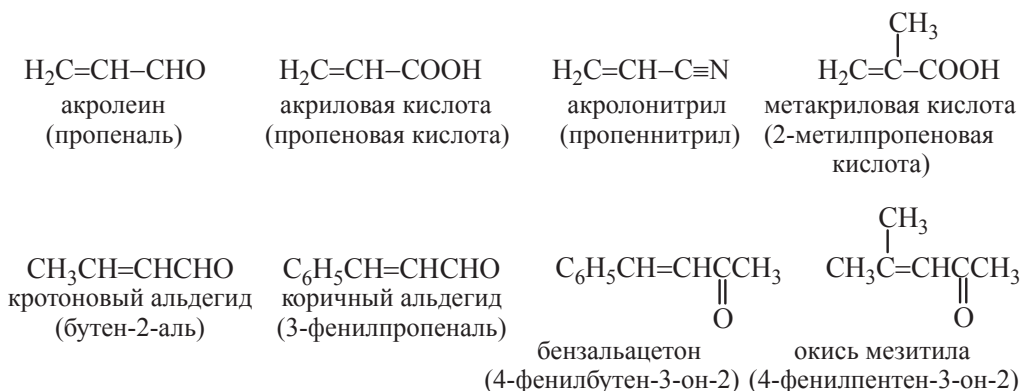 H₂C=CH–CHO H₂C=CH–COOH H₂C=CH–C≡N CH₃
H₂C=C–COOH
акролеин акриловая кислота акролонитрил метакриловая кислота
(пропеналь) (пропеновая кислота) (пропеннитрил) (2-метилпропеновая
кислота)
CH₃
CH₃CH=CHCHO C₆H₅CH=CHCHO C₆H₅CH=CHCCH₃ CH₃C=CHCCH₃
кротоновый альдегид коричный альдегид O O
(бутен-2-аль) (3-фенилпропеналь)
бензальацетон окись мезитила
(4-фенилбутен-3-он-2) (4-фенилпентен-3-он-2)